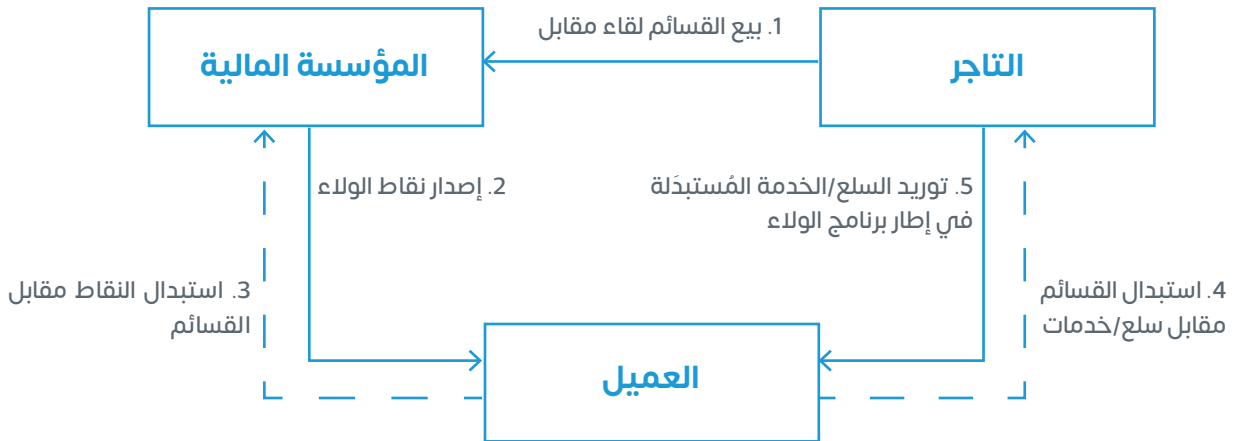 1. بيع القسائم لقاء مقابل
التاجر
المؤسسة المالية
5. توريد السلع/الخدمة المُستبدَلة
في إطار برنامج الولاء
2. إصدار نقاط الولاء
4. استبدال القسائم
مقابل سلع/خدمات
3. استبدال النقاط مقابل
القسائم
العميل